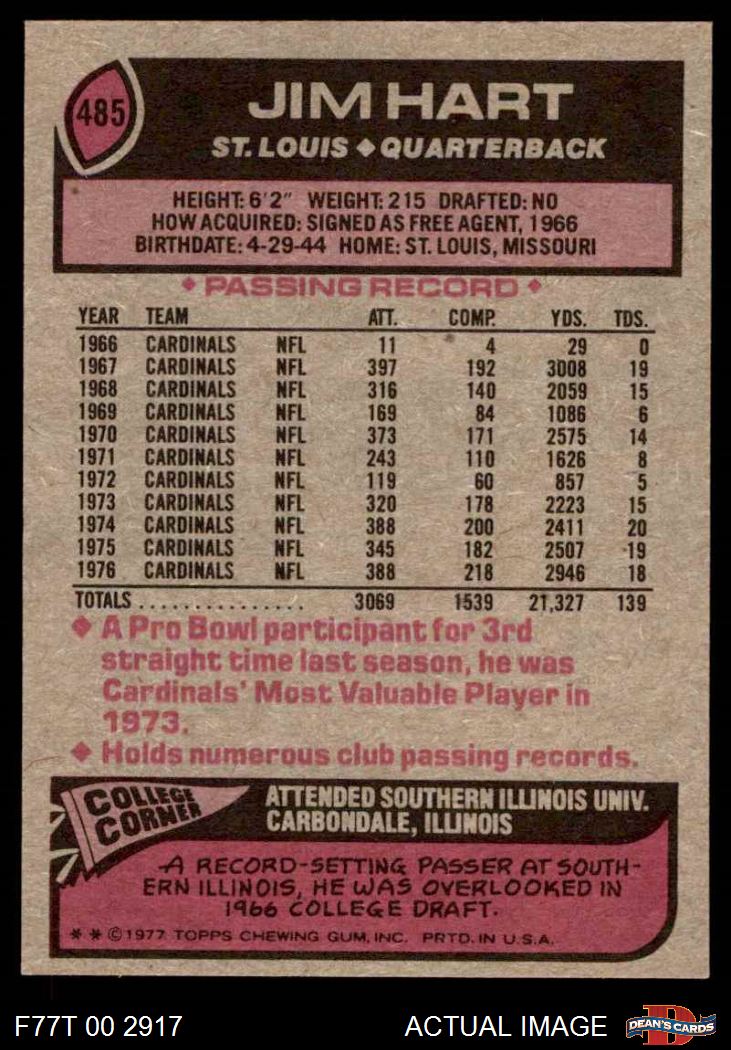 485
JIM HART
ST. LOUIS ◆ QUARTERBACK
HEIGHT: 6'2" WEIGHT: 215 DRAFTED: NO
HOW ACQUIRED: SIGNED AS FREE AGENT, 1966
BIRTHDATE: 4-29-44 HOME: ST. LOUIS, MISSOURI
◆ PASSING RECORD ◆
YEAR TEAM ATT. COMP. YDS. TDS.
1966 CARDINALS NFL 11 4 29 0
1967 CARDINALS NFL 397 192 3008 19
1968 CARDINALS NFL 316 140 2059 15
1969 CARDINALS NFL 169 84 1086 6
1970 CARDINALS NFL 373 171 2575 14
1971 CARDINALS NFL 243 110 1626 8
1972 CARDINALS NFL 119 60 857 5
1973 CARDINALS NFL 320 178 2223 15
1974 CARDINALS NFL 388 200 2411 20
1975 CARDINALS NFL 345 182 2507 19
1976 CARDINALS NFL 388 218 2946 18
TOTALS ................ 3069 1539 21,327 139
◆ A Pro Bowl participant for 3rd
straight time last season, he was
Cardinals' Most Valuable Player in
1973.
◆ Holds numerous club passing records.
COLLEGE
CORNER
ATTENDED SOUTHERN ILLINOIS UNIV.
CARBONDALE, ILLINOIS
A RECORD-SETTING PASSER AT SOUTH-
ERN ILLINOIS, HE WAS OVERLOOKED IN
1966 COLLEGE DRAFT.
* * © 1977 TOPPS CHEWING GUM, INC. PRTD. IN U.S.A.
F77T 00 2917 ACTUAL IMAGE
D
DEAN'S CARDS